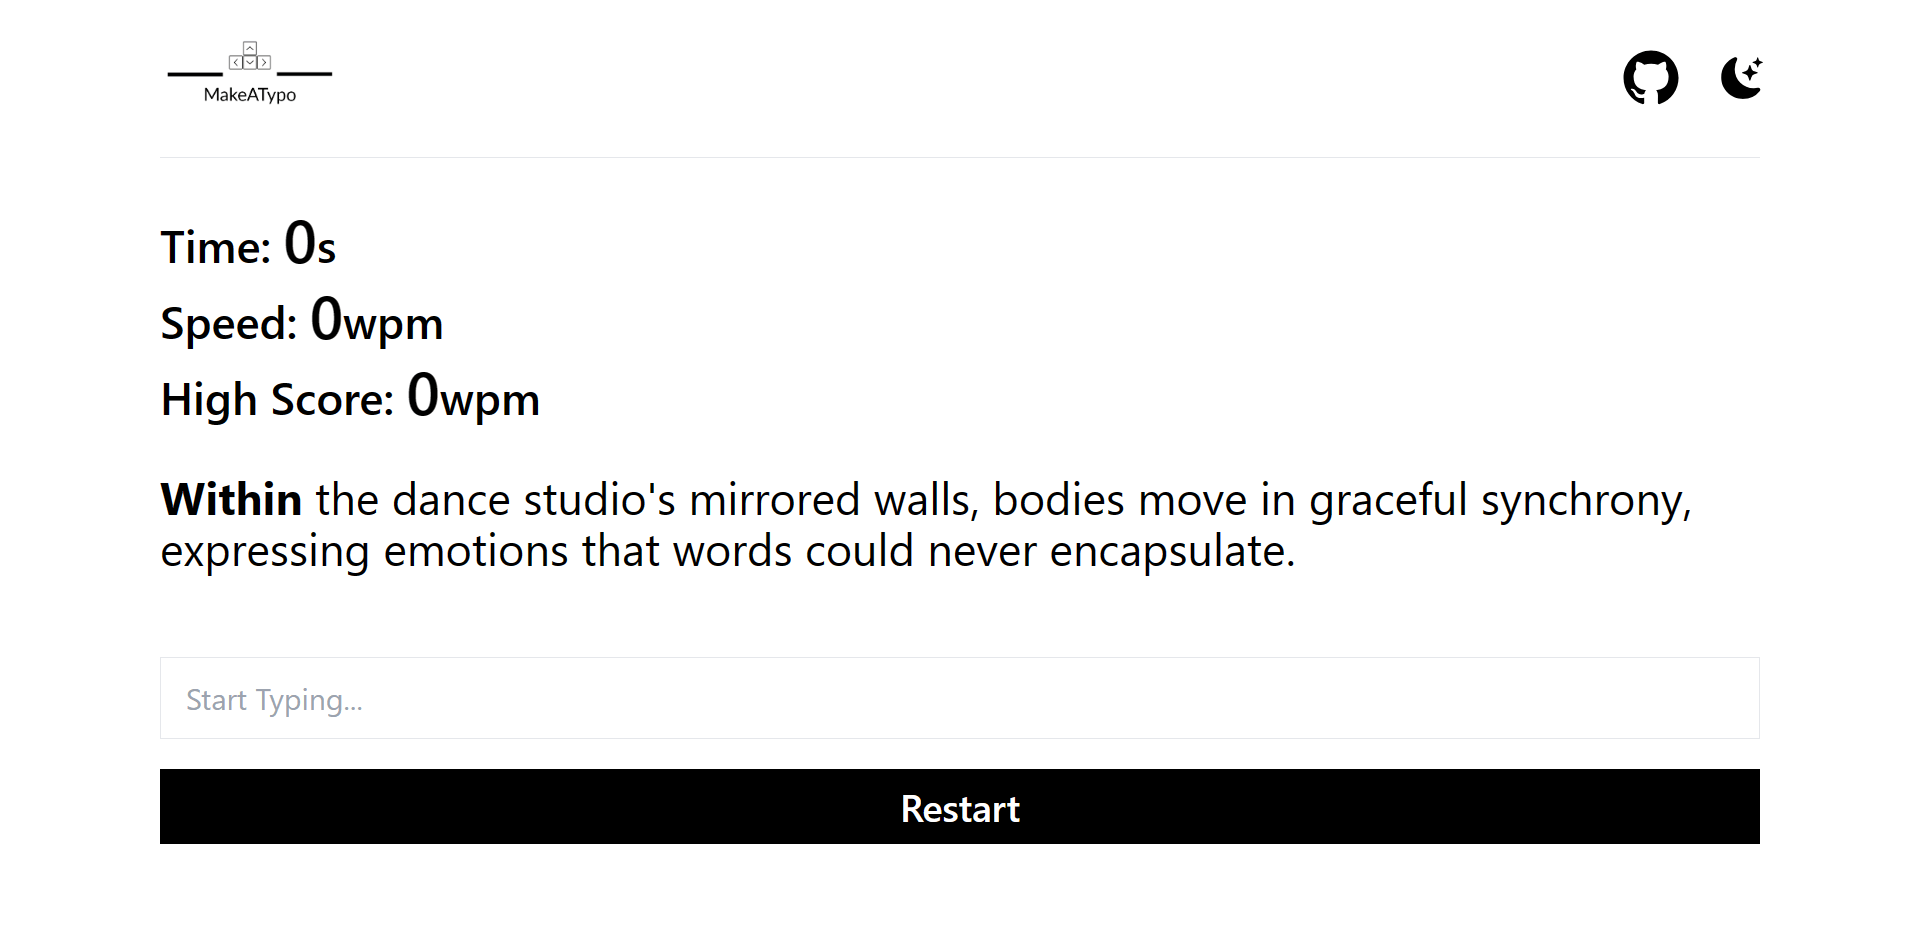 MakeATypo
Time: 0s
Speed: 0wpm
High Score: 0wpm
Within the dance studio's mirrored walls, bodies move in graceful synchrony,
expressing emotions that words could never encapsulate.
Start Typing...
Restart